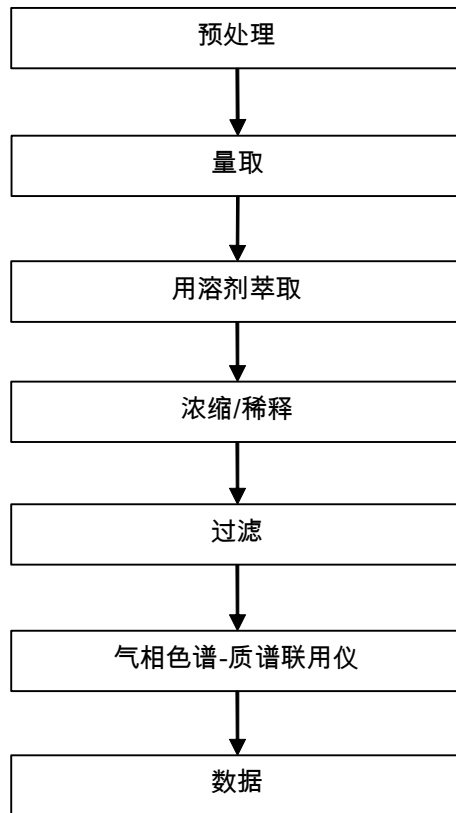 预处理
量取
用溶剂萃取
浓缩/稀释
过滤
气相色谱-质谱联用仪
数据